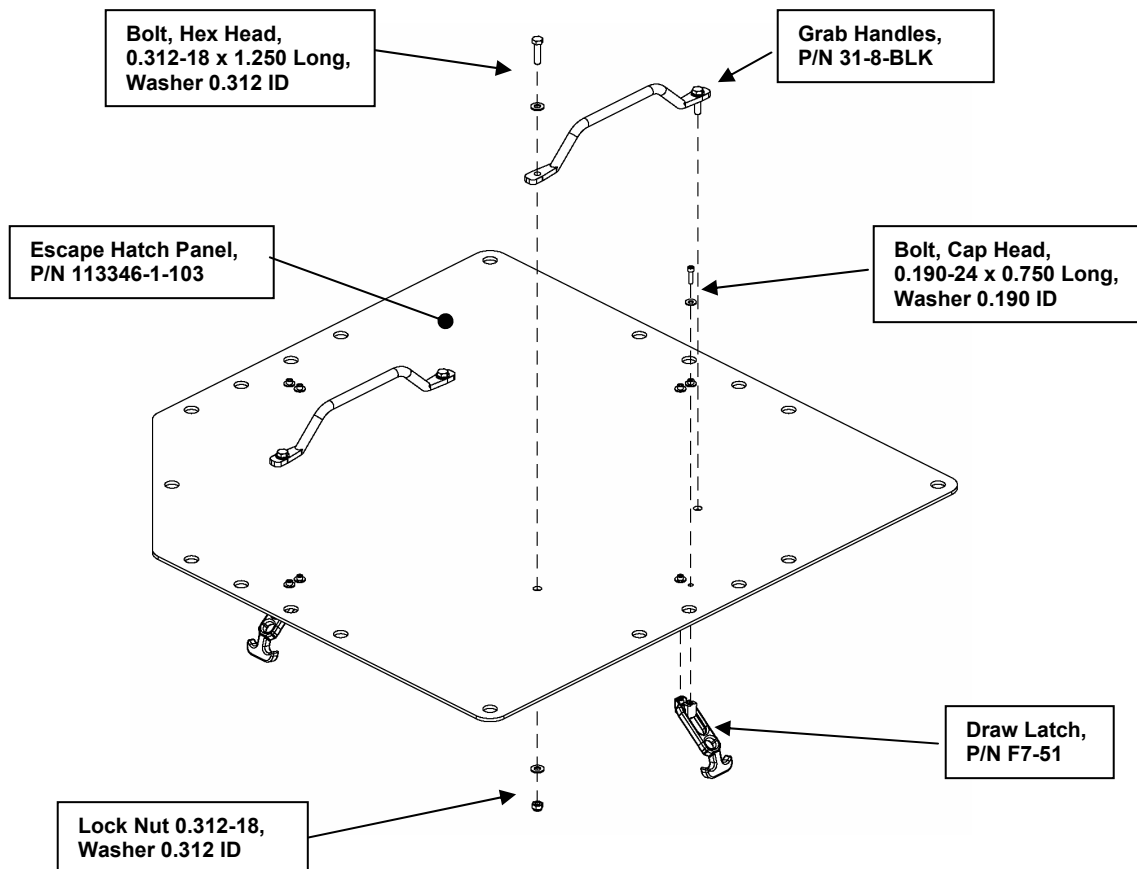 Bolt, Hex Head,
0.312-18 x 1.250 Long,
Washer 0.312 ID
Grab Handles,
P/N 31-8-BLK
Escape Hatch Panel,
P/N 113346-1-103
Bolt, Cap Head,
0.190-24 x 0.750 Long,
Washer 0.190 ID
Draw Latch,
P/N F7-51
Lock Nut 0.312-18,
Washer 0.312 ID